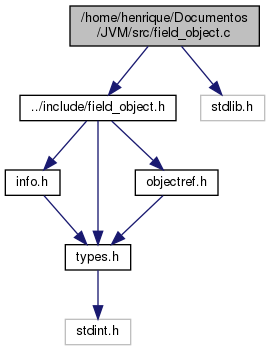 /home/henrique/Documentos
/JVM/src/field_object.c
../include/field_object.h
stdlib.h
info.h
objectref.h
types.h
stdint.h